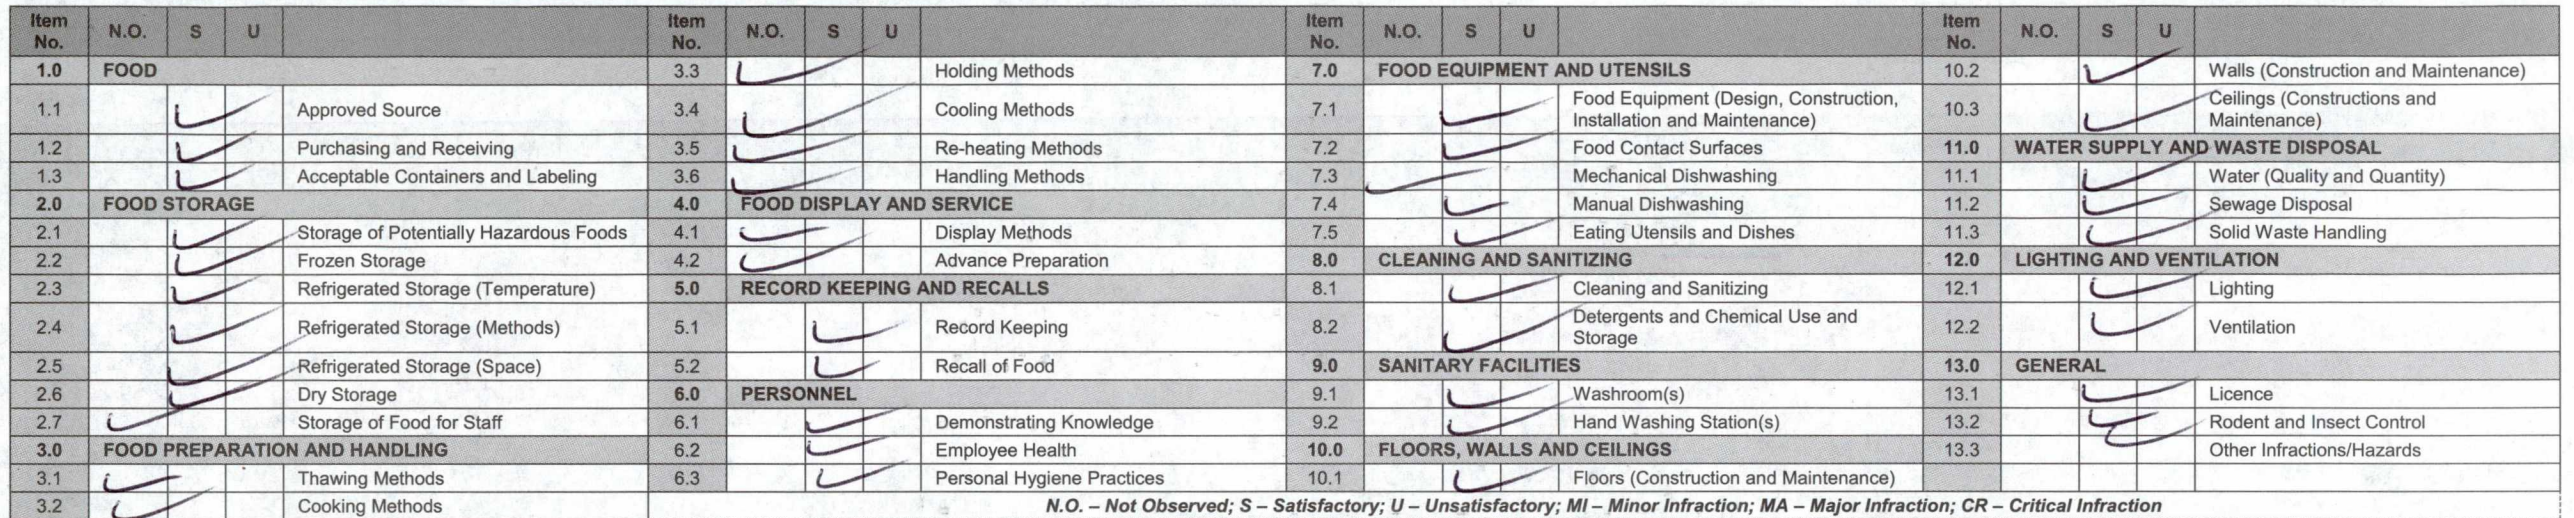 Item No. N.O. S U
1.0 FOOD
1.1 ✓ Approved Source
1.2 ✓ Purchasing and Receiving
1.3 ✓ Acceptable Containers and Labeling
2.0 FOOD STORAGE
2.1 ✓ Storage of Potentially Hazardous Foods
2.2 ✓ Frozen Storage
2.3 ✓ Refrigerated Storage (Temperature)
2.4 ✓ Refrigerated Storage (Methods)
2.5 ✓ Refrigerated Storage (Space)
2.6 ✓ Dry Storage
2.7 ✓ Storage of Food for Staff
3.0 FOOD PREPARATION AND HANDLING
3.1 ✓ Thawing Methods
3.2 ✓ Cooking Methods
Item No. N.O. S U
3.3 ✓ Holding Methods
3.4 ✓ Cooling Methods
3.5 ✓ Re-heating Methods
3.6 ✓ Handling Methods
4.0 FOOD DISPLAY AND SERVICE
4.1 ✓ Display Methods
4.2 ✓ Advance Preparation
5.0 RECORD KEEPING AND RECALLS
5.1 ✓ Record Keeping
5.2 ✓ Recall of Food
6.0 PERSONNEL
6.1 ✓ Demonstrating Knowledge
6.2 ✓ Employee Health
6.3 ✓ Personal Hygiene Practices
Item No. N.O. S U
7.0 FOOD EQUIPMENT AND UTENSILS
7.1 ✓ Food Equipment (Design, Construction,
Installation and Maintenance)
7.2 ✓ Food Contact Surfaces
7.3 ✓ Mechanical Dishwashing
7.4 ✓ Manual Dishwashing
7.5 ✓ Eating Utensils and Dishes
8.0 CLEANING AND SANITIZING
8.1 ✓ Cleaning and Sanitizing
8.2 ✓ Detergents and Chemical Use and
Storage
9.0 SANITARY FACILITIES
9.1 ✓ Washroom(s)
9.2 ✓ Hand Washing Station(s)
10.0 FLOORS, WALLS AND CEILINGS
10.1 ✓ Floors (Construction and Maintenance)
Item No. N.O. S U
10.2 ✓ Walls (Construction and Maintenance)
10.3 ✓ Ceilings (Constructions and
Maintenance)
11.0 WATER SUPPLY AND WASTE DISPOSAL
11.1 ✓ Water (Quality and Quantity)
11.2 ✓ Sewage Disposal
11.3 ✓ Solid Waste Handling
12.0 LIGHTING AND VENTILATION
12.1 ✓ Lighting
12.2 ✓ Ventilation
13.0 GENERAL
13.1 ✓ Licence
13.2 ✓ Rodent and Insect Control
13.3 ✓ Other Infractions/Hazards
N.O. – Not Observed; S – Satisfactory; U – Unsatisfactory; MI – Minor Infraction; MA – Major Infraction; CR – Critical Infraction